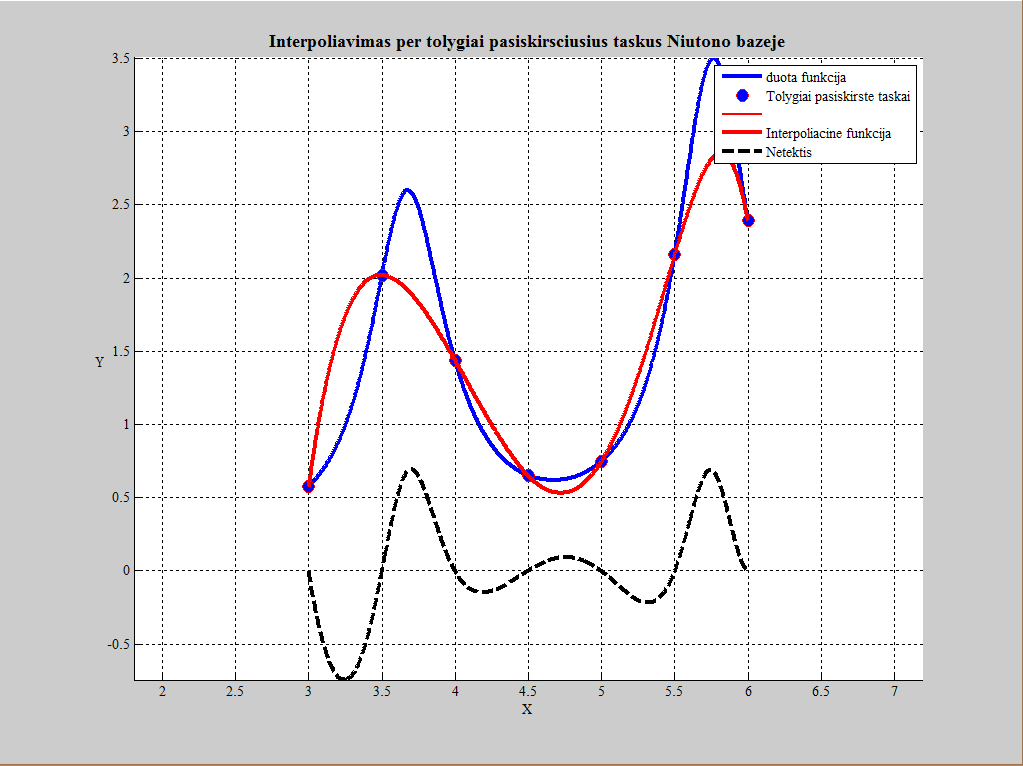 Interpoliavimas per tolygiai pasiskirsciusius taskus Niutono bazeje
3.5
3
2.5
2
1.5
1
0.5
0
-0.5
Y
duota funkcija
Tolygiai pasiskirste taskai
Interpoliacine funkcija
Netektis
2
2.5
3
3.5
4
4.5
5
5.5
6
6.5
7
X